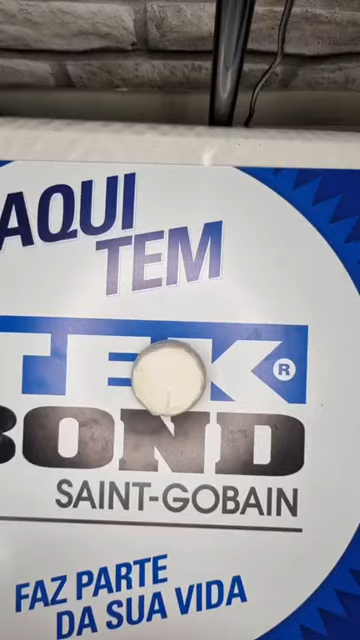 AQUI
TEM
TEK®
BOND
SAINT-GOBAIN
FAZ PARTE
DA SUA VIDA